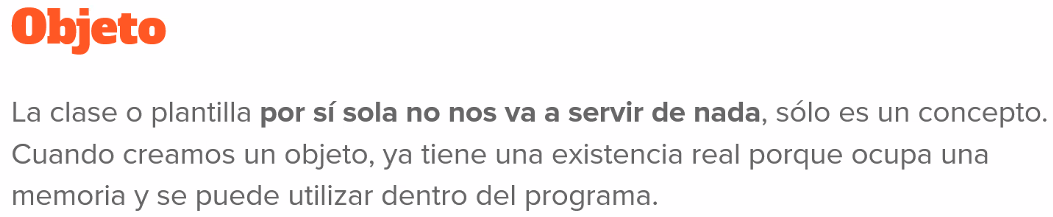 Objeto
La clase o plantilla por sí sola no nos va a servir de nada, sólo es un concepto.
Cuando creamos un objeto, ya tiene una existencia real porque ocupa una
memoria y se puede utilizar dentro del programa.